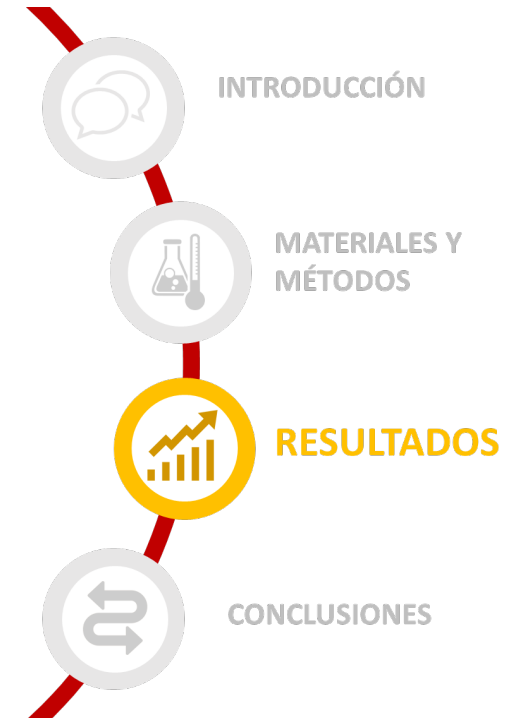 INTRODUCCIÓN
MATERIALES Y
MÉTODOS
RESULTADOS
CONCLUSIONES